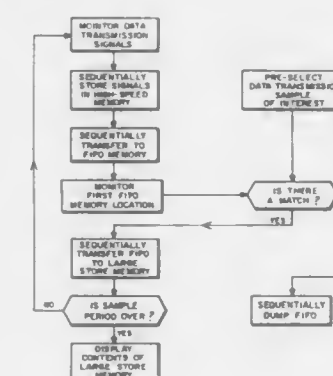 MONITOR DATA
TRANSMISSION
SIGNALS
SEQUENTIALLY
STORE SIGNALS
IN HIGH-SPEED
MEMORY
SEQUENTIALLY
TRANSFER TO
FIFO MEMORY
MONITOR
FIRST FIFO
MEMORY LOCATION
PRE-SELECT
DATA TRANSMISSIO
SAMPLE
OF INTEREST
IS THERE
A MATCH ?
YES
SEQUENTIALLY
TRANSFER FIFO
TO LARGE
STORE MEMORY
NO
IS SAMPLE
PERIOD OVER ?
YES
SEQUENTIALLY
DUMP FIFO
DISPLAY
CONTENTS OF
LARGE STORE
MEMORY